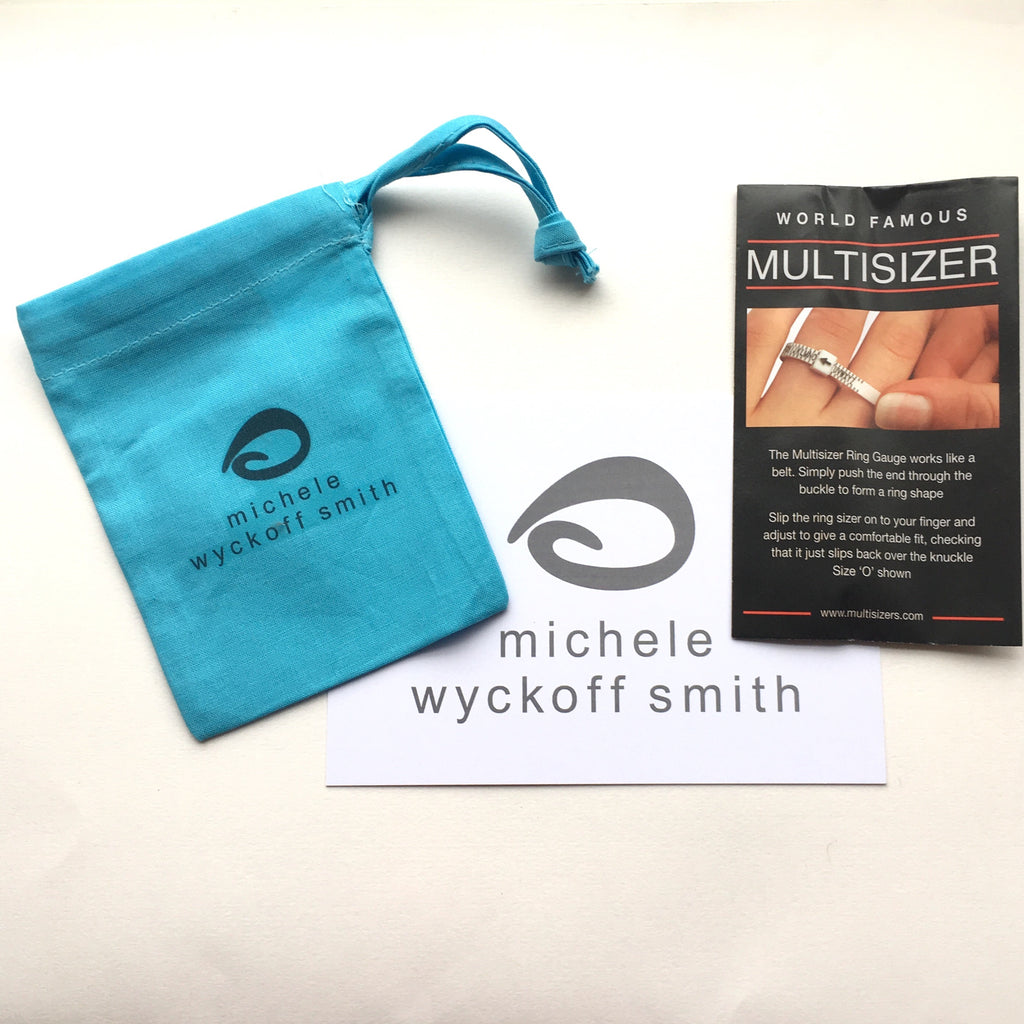 michele
wyckoff smith
michele
wyckoff smith
WORLD FAMOUS
MULTISIZER
The Multisizer Ring Gauge works like a
belt. Simply push the end through the
buckle to form a ring shape
Slip the ring sizer on to your finger and
adjust to give a comfortable fit, checking
that it just slips back over the knuckle
Size 'O' shown
www.multisizers.com